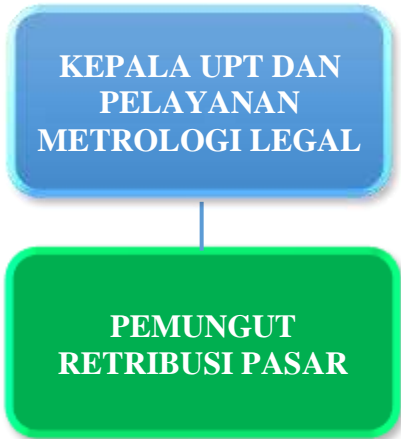 KEPALA UPT DAN
PELAYANAN
METROLOGI LEGAL
PEMUNGUT
RETRIBUSI PASAR